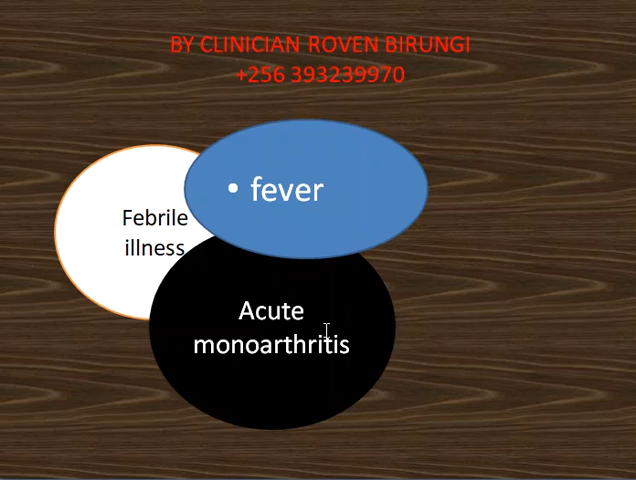 BY CLINICIAN ROVEN BIRUNGI
+256 393239970
• fever
Febrile
illness
Acute
monoarthritis